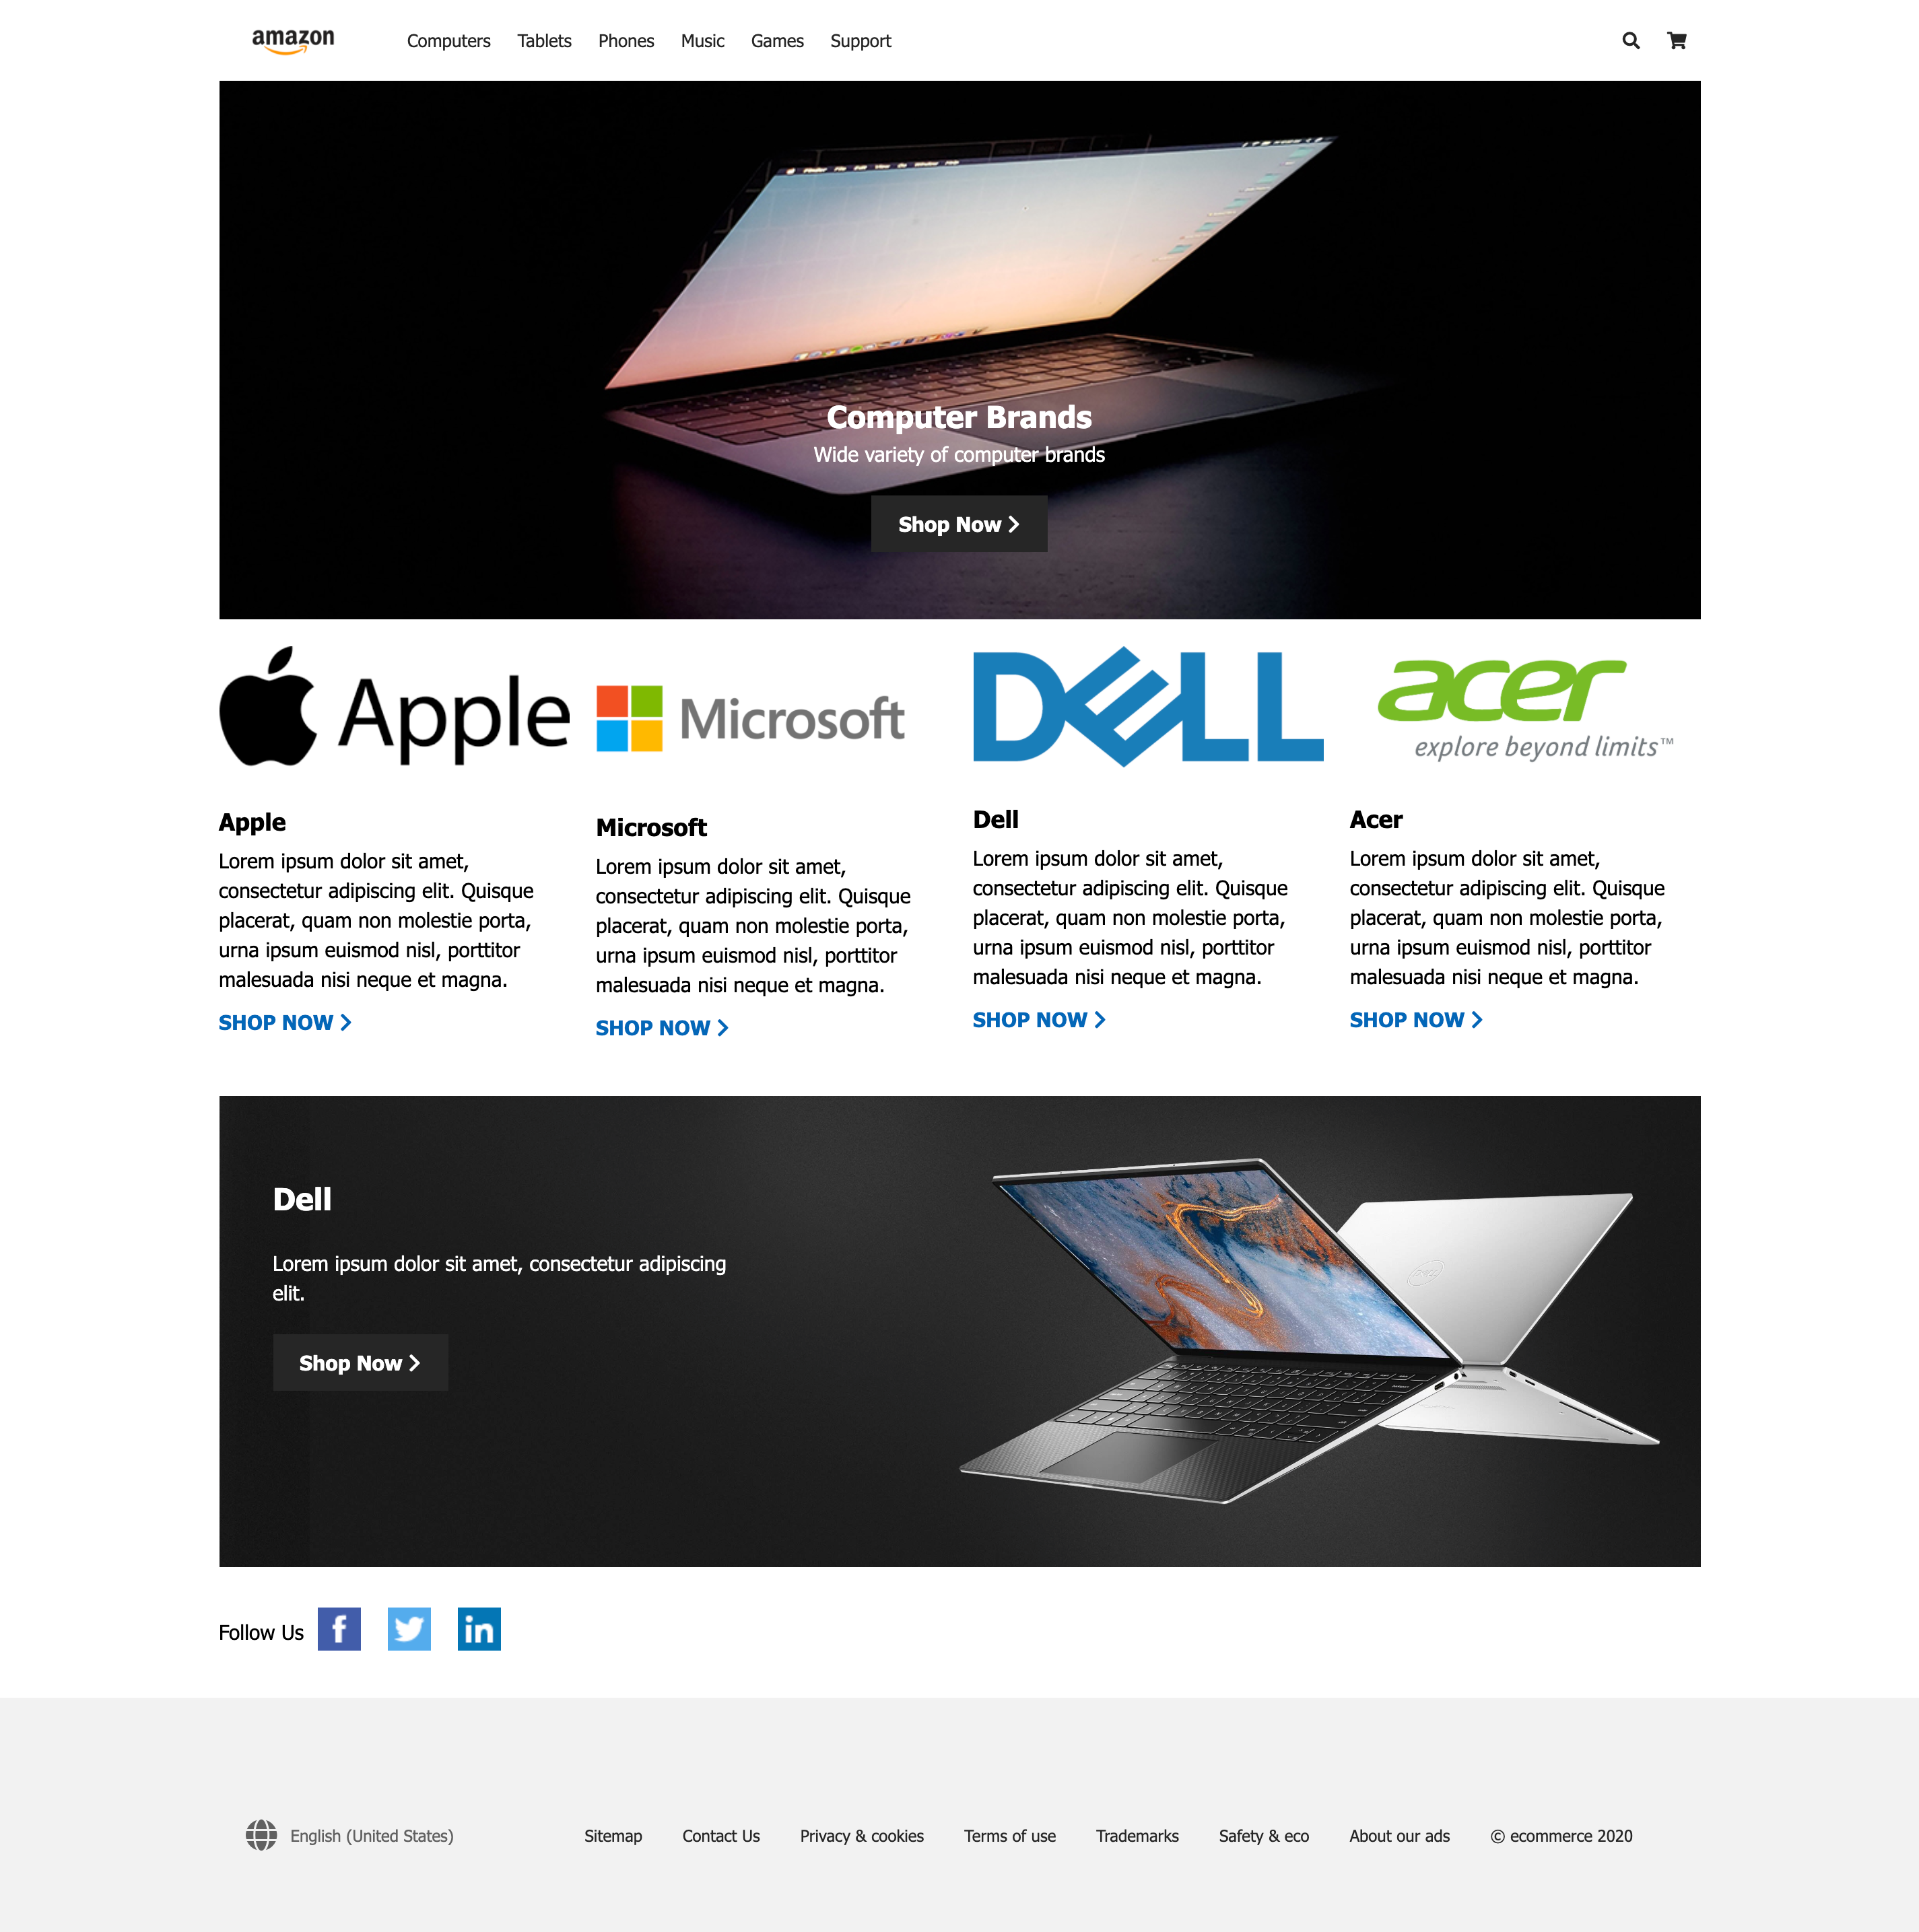 amazon
Computers Tablets Phones Music Games Support
Computer Brands
Wide variety of computer brands
Shop Now
Apple
Microsoft
DELL
acer
explore beyond limits™
Apple
Lorem ipsum dolor sit amet,
consectetur adipiscing elit. Quisque
placerat, quam non molestie porta,
urna ipsum euismod nisl, porttitor
malesuada nisi neque et magna.
SHOP NOW
Microsoft
Lorem ipsum dolor sit amet,
consectetur adipiscing elit. Quisque
placerat, quam non molestie porta,
urna ipsum euismod nisl, porttitor
malesuada nisi neque et magna.
SHOP NOW
Dell
Lorem ipsum dolor sit amet,
consectetur adipiscing elit. Quisque
placerat, quam non molestie porta,
urna ipsum euismod nisl, porttitor
malesuada nisi neque et magna.
SHOP NOW
Acer
Lorem ipsum dolor sit amet,
consectetur adipiscing elit. Quisque
placerat, quam non molestie porta,
urna ipsum euismod nisl, porttitor
malesuada nisi neque et magna.
SHOP NOW
Dell
Lorem ipsum dolor sit amet, consectetur adipiscing
elit.
Shop Now
Follow Us
English (United States)
Sitemap Contact Us Privacy & cookies Terms of use Trademarks Safety & eco About our ads © ecommerce 2020